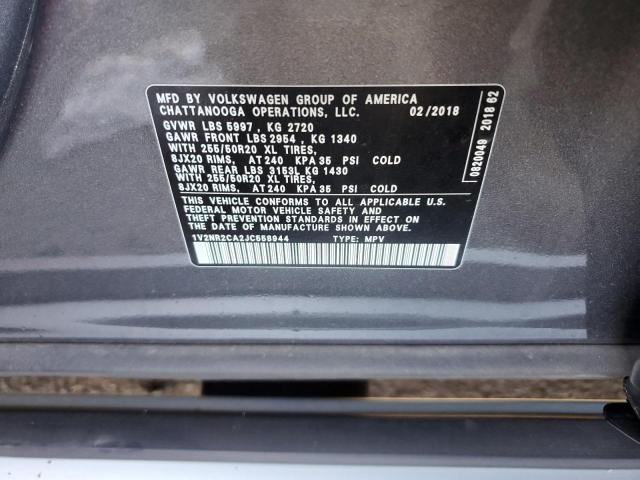 MFD BY VOLKSWAGEN GROUP OF AMERICA
CHATTANOOGA OPERATIONS, LLC. 02/2018
GVWR LBS 5997 , KG 2720
GAWR FRONT LBS 2954 , KG 1340
WITH 255/50R20 XL TIRES,
8JX20 RIMS, AT 240 KPA 35 PSI COLD
GAWR REAR LBS 3153L KG 1430
WITH 255/50R20 XL TIRES,
8JX20 RIMS, AT 240 KPA 35 PSI COLD
THIS VEHICLE CONFORMS TO ALL APPLICABLE U.S.
FEDERAL MOTOR VEHICLE SAFETY AND
THEFT PREVENTION STANDARDS IN EFFECT ON
THE DATE OF MANUFACTURE SHOWN ABOVE
1V2NR2CA2JC558944 TYPE: MPV
0820049 2018 62